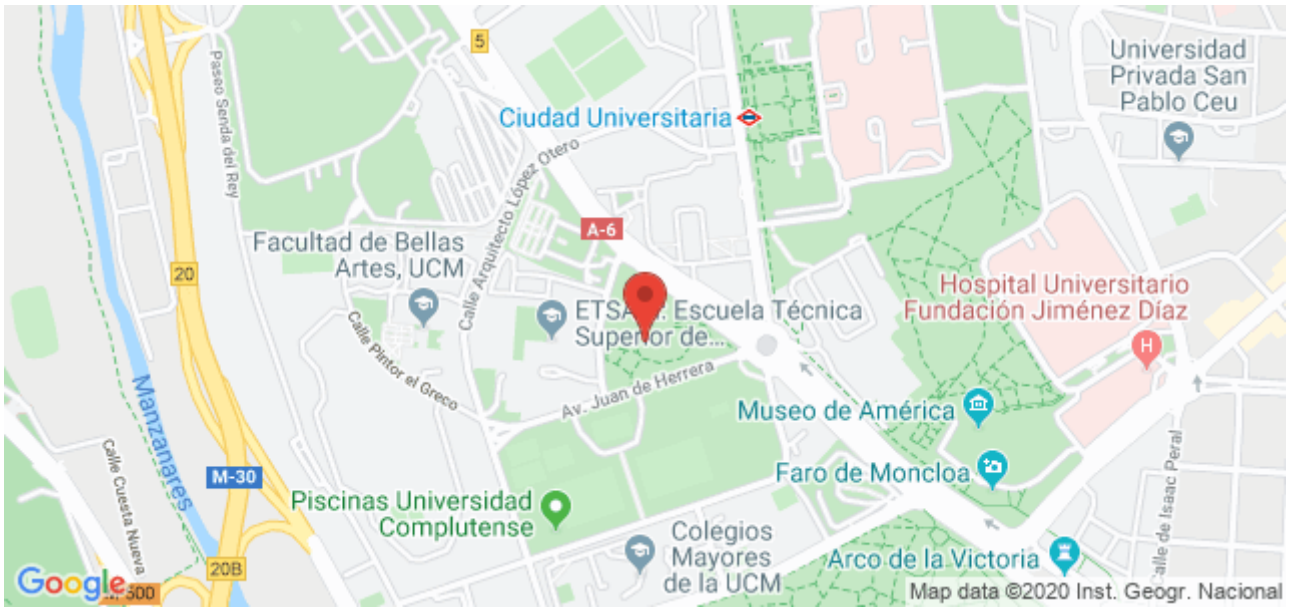 5
Universidad
Privada San
Pablo Ceu
Ciudad Universitaria
Paseo Senda del Rey
Calle Arquitecto López Otero
A-6
Facultad de Bellas
Artes, UCM
20
Hospital Universitario
Fundación Jiménez Díaz
ETSA
Escuela Técnica
Superior de...
H
Calle Pintor el Greco
Av. Juan de Herrera
Museo de América
Manzanares
Calle Cuesta Nueva
M-30
Faro de Moncloa
Calle de Isaac Peral
Piscinas Universidad
Complutense
Colegios
Mayores
de la UCM
Arco de la Victoria
20B
Google
500
Map data ©2020 Inst. Geogr. Nacional